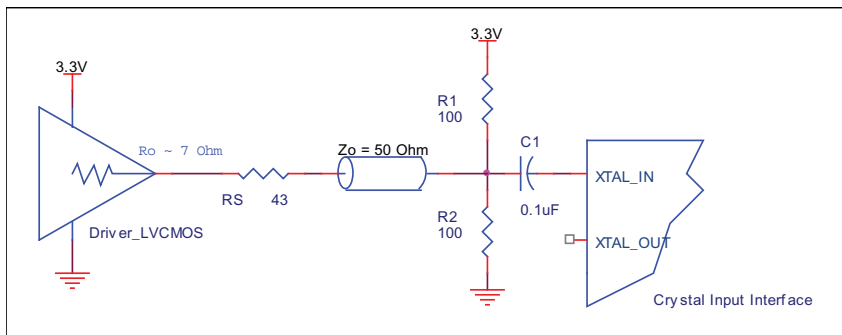 3.3V
3.3V
R1
100
Ro ~ 7 Ohm
Zo = 50 Ohm
C1
XTAL_IN
RS 43
0.1uF
R2
100
Driver_LVCMOS
XTAL_OUT
Crystal Input Interface